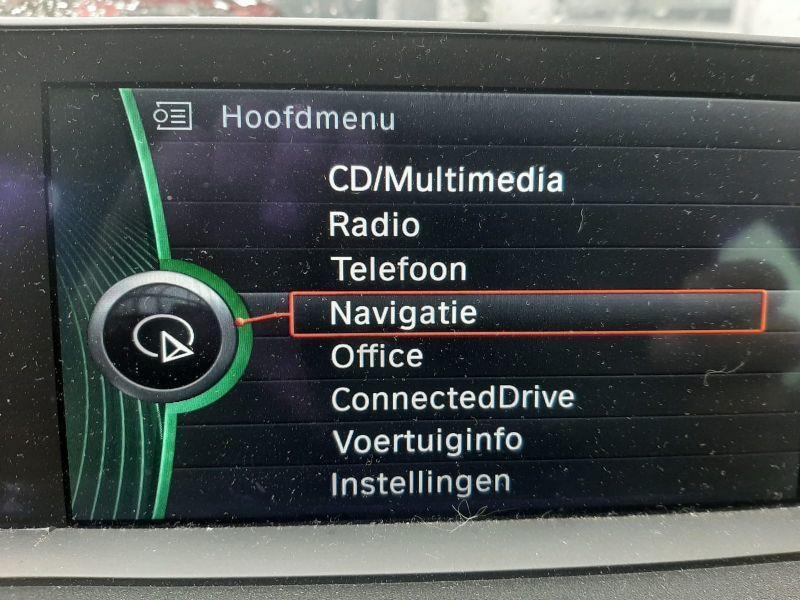 Hoofdmenu
CD/Multimedia
Radio
Telefoon
Navigatie
Office
ConnectedDrive
Voertuiginfo
Instellingen